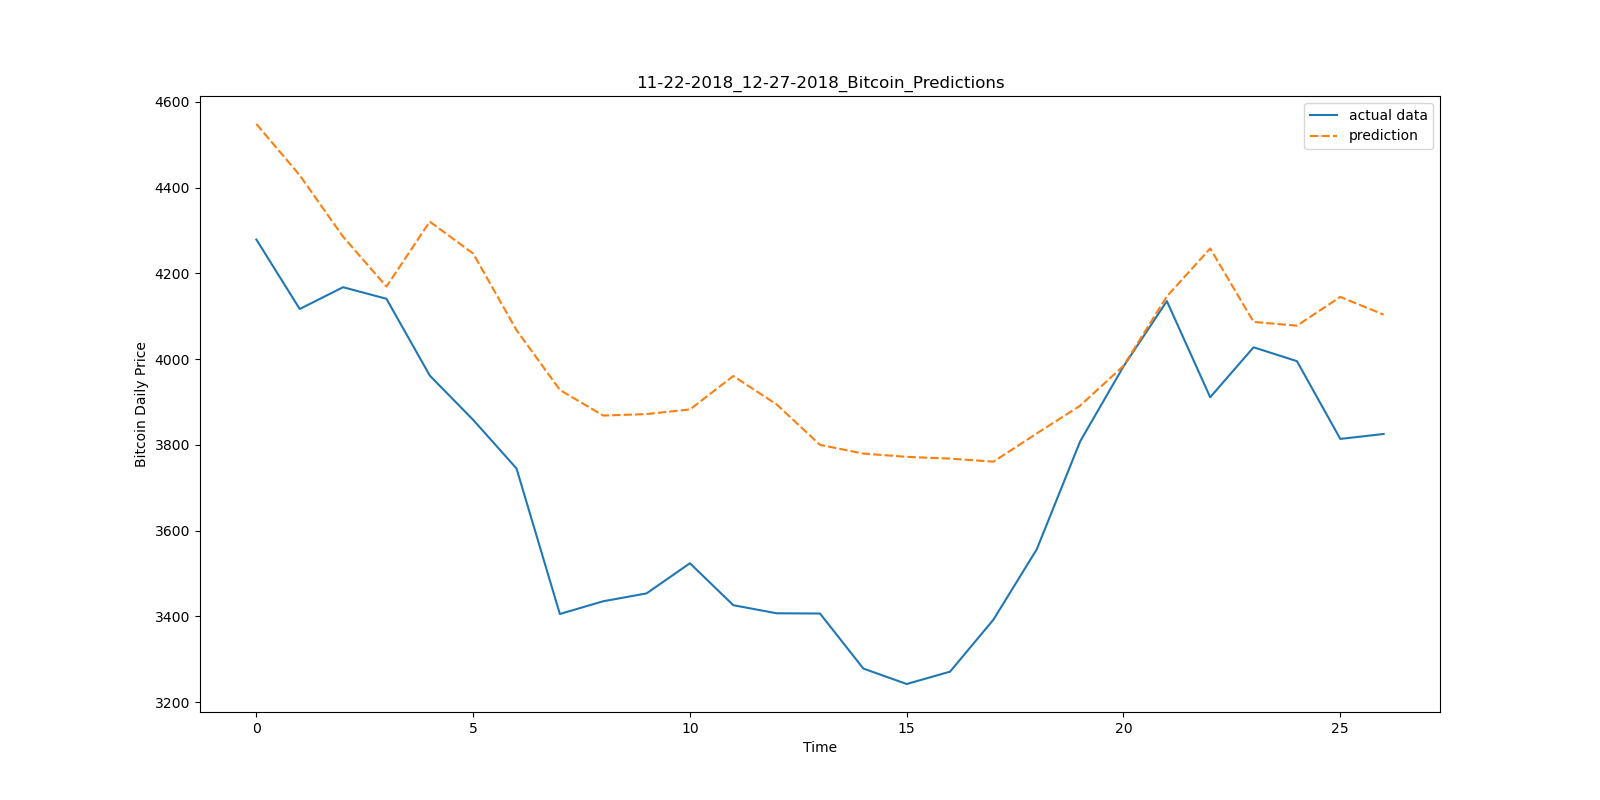 11-22-2018_12-27-2018_Bitcoin_Predictions
actual data
prediction
Bitcoin Daily Price
4600
4400
4200
4000
3800
3600
3400
3200
0 5 10 15 20 25
Time